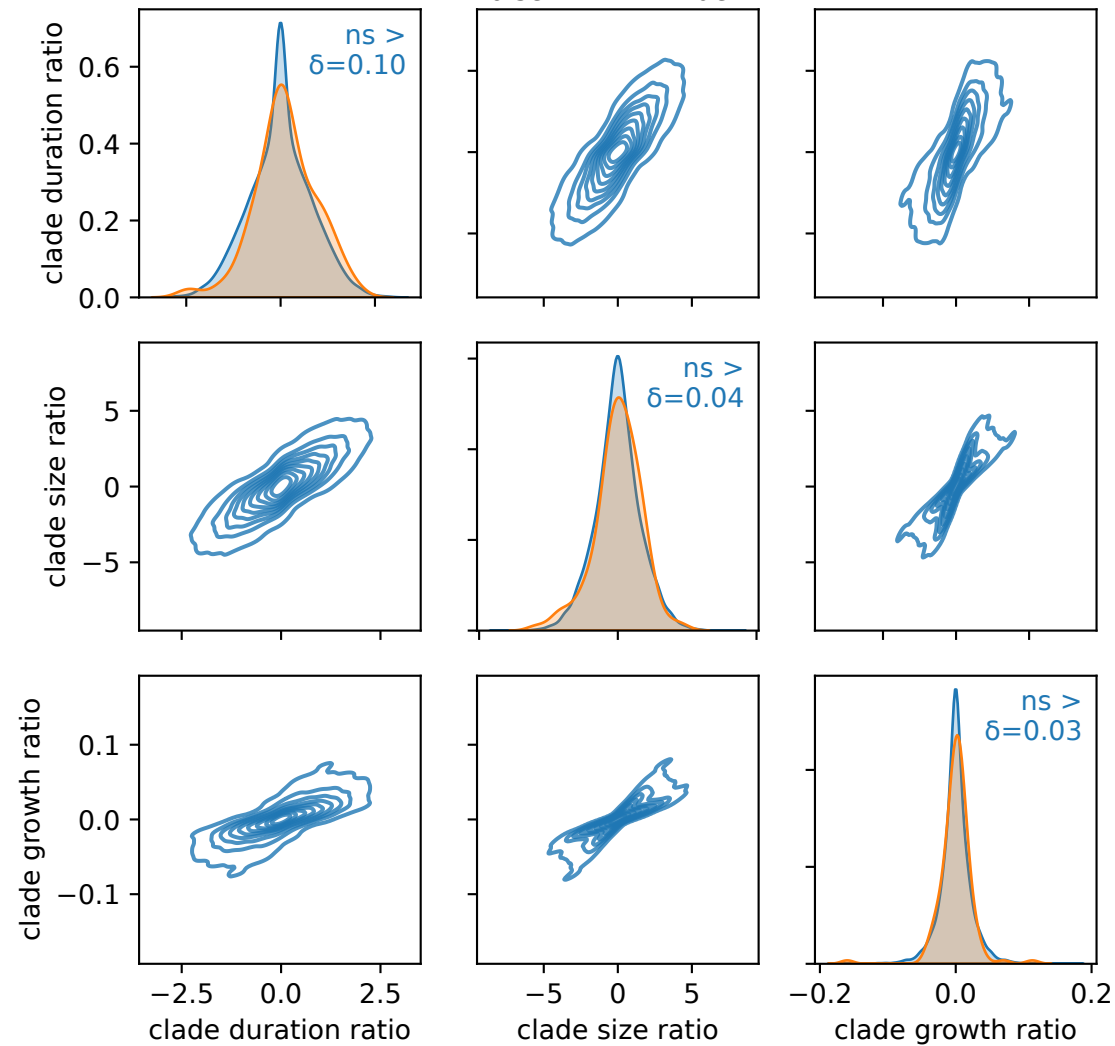 clade duration ratio
0.6
0.4
0.2
0.0
ns >
δ=0.10
clade size ratio
5
0
−5
ns >
δ=0.04
clade growth ratio
0.1
0.0
−0.1
ns >
δ=0.03
−2.5 0.0 2.5
−5 0 5
−0.2 0.0 0.2
clade duration ratio
clade size ratio
clade growth ratio